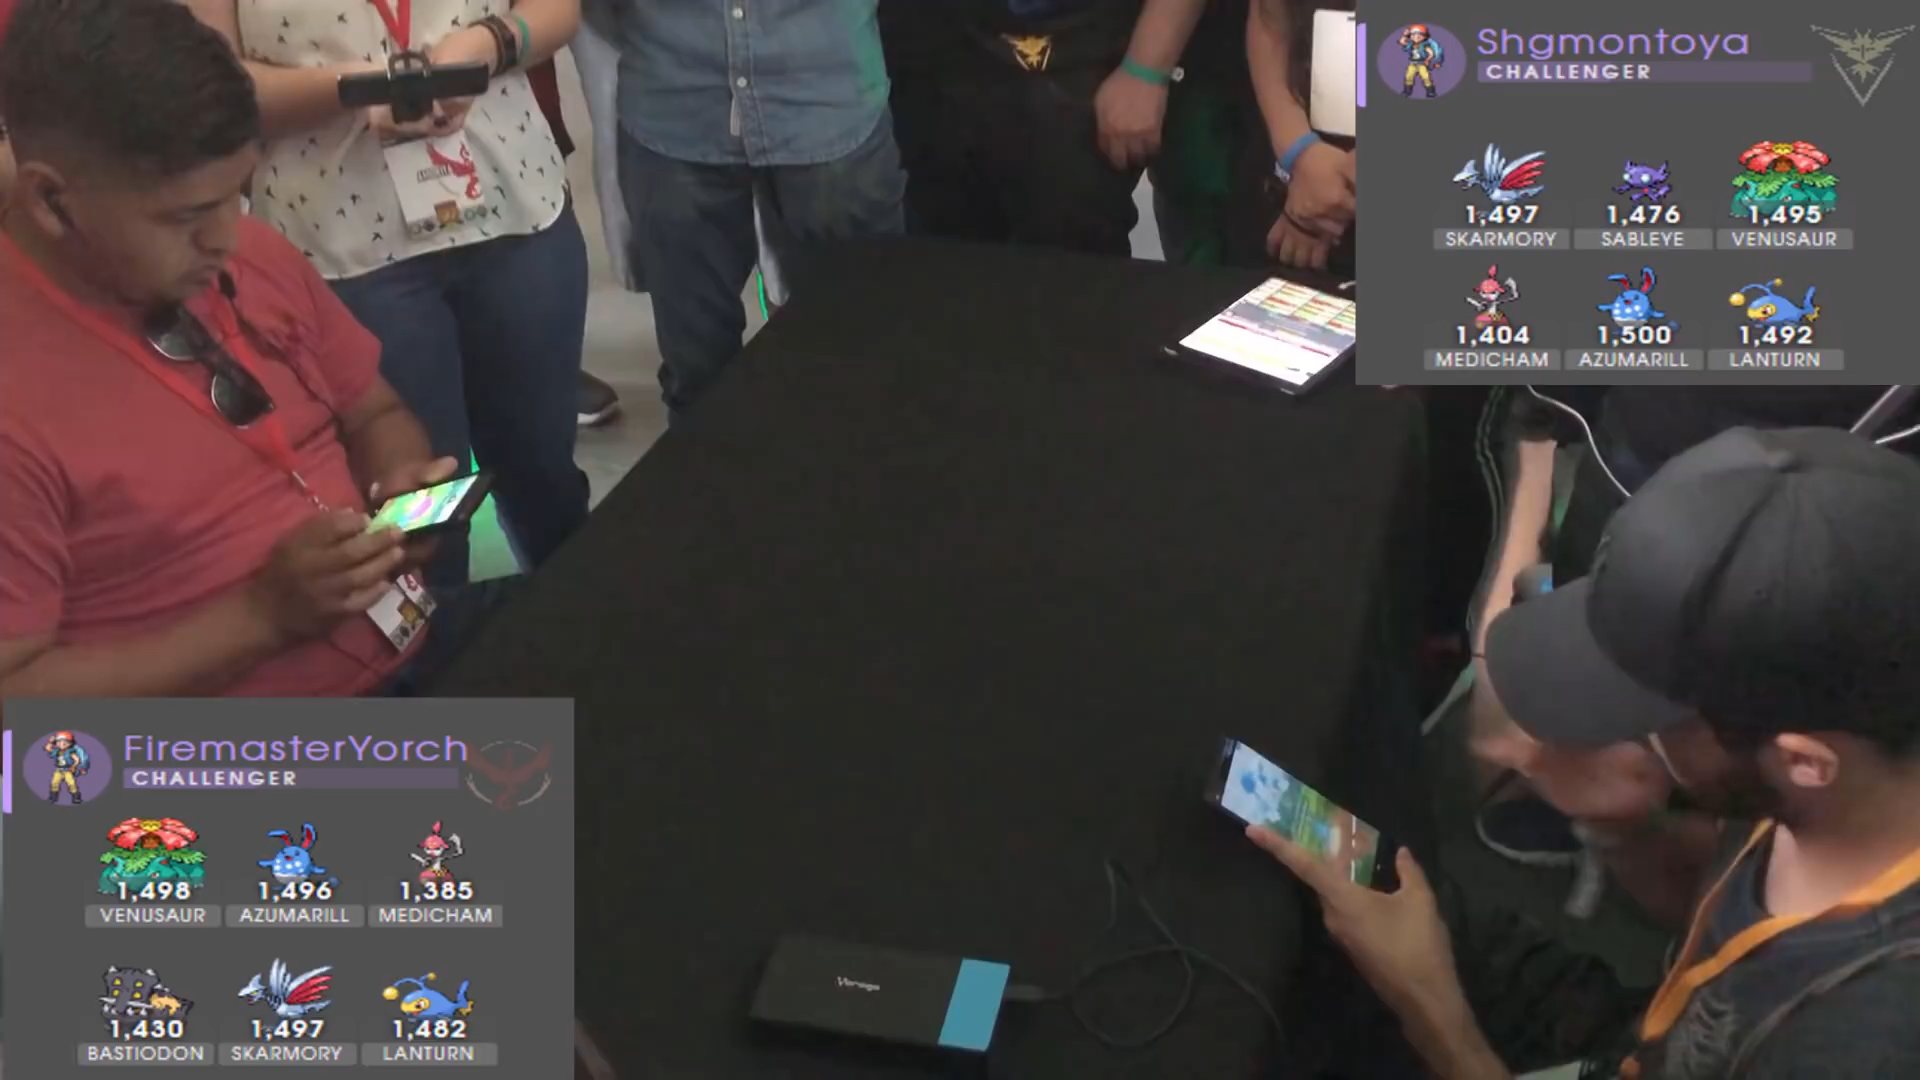 Shgmontoya
CHALLENGER
1,497 1,476 1,495
SKARMORY SABLEYE VENUSAUR
1,404 1,500 1,492
MEDICHAM AZUMARILL LANTURN
FiremasterYorch
CHALLENGER
1,498 1,496 1,385
VENUSAUR AZUMARILL MEDICHAM
1,430 1,497 1,482
BASTIODON SKARMORY LANTURN